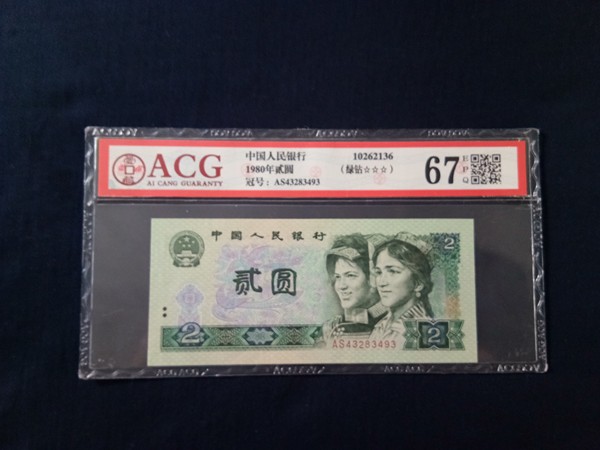 ACG
AI CANG GUARANTY
中国人民银行
1980年贰圆
冠号: AS43283493
10262136
(绿钻☆☆☆)
67
EPQ
中国人民银行
贰圆
2
2
2
AS43283493